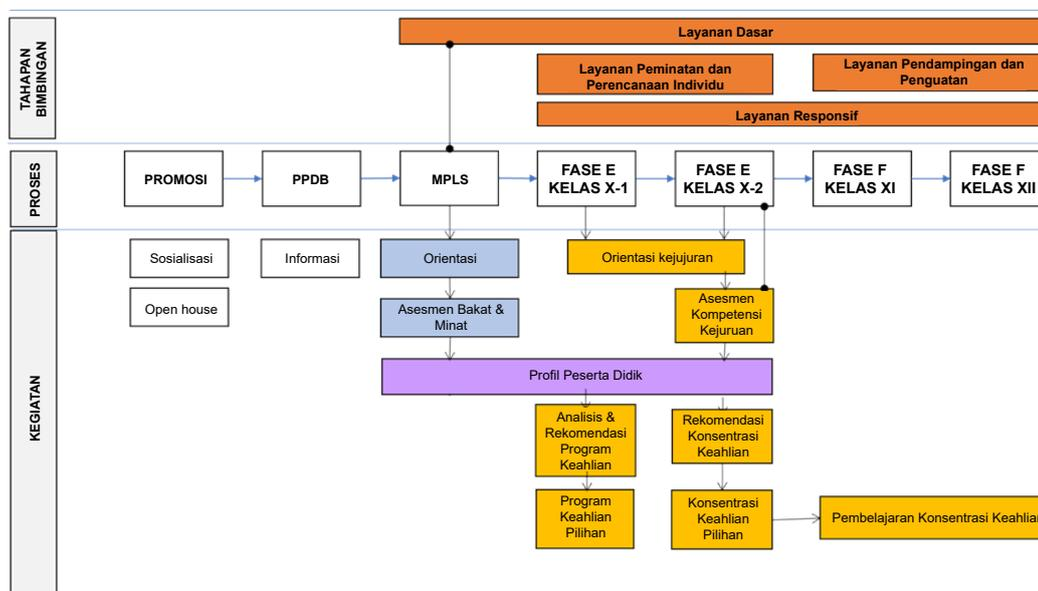 TAHAPAN
BIMBINGAN
Layanan Dasar
Layanan Peminatan dan
Perencanaan Individu
Layanan Pendampingan dan
Penguatan
Layanan Responsif
PROSES
PROMOSI
PPDB
MPLS
FASE E
KELAS X-1
FASE E
KELAS X-2
FASE F
KELAS XI
FASE F
KELAS XII
KEGIATAN
Sosialisasi
Informasi
Orientasi
Orientasi kejujuran
Open house
Asesmen Bakat &
Minat
Asesmen
Kompetensi
Kejuruan
Profil Peserta Didik
Analisis &
Rekomendasi
Program
Keahlian
Rekomendasi
Konsentrasi
Keahlian
Program
Keahlian
Pilihan
Konsentrasi
Keahlian
Pilihan
Pembelajaran Konsentrasi Keahlian